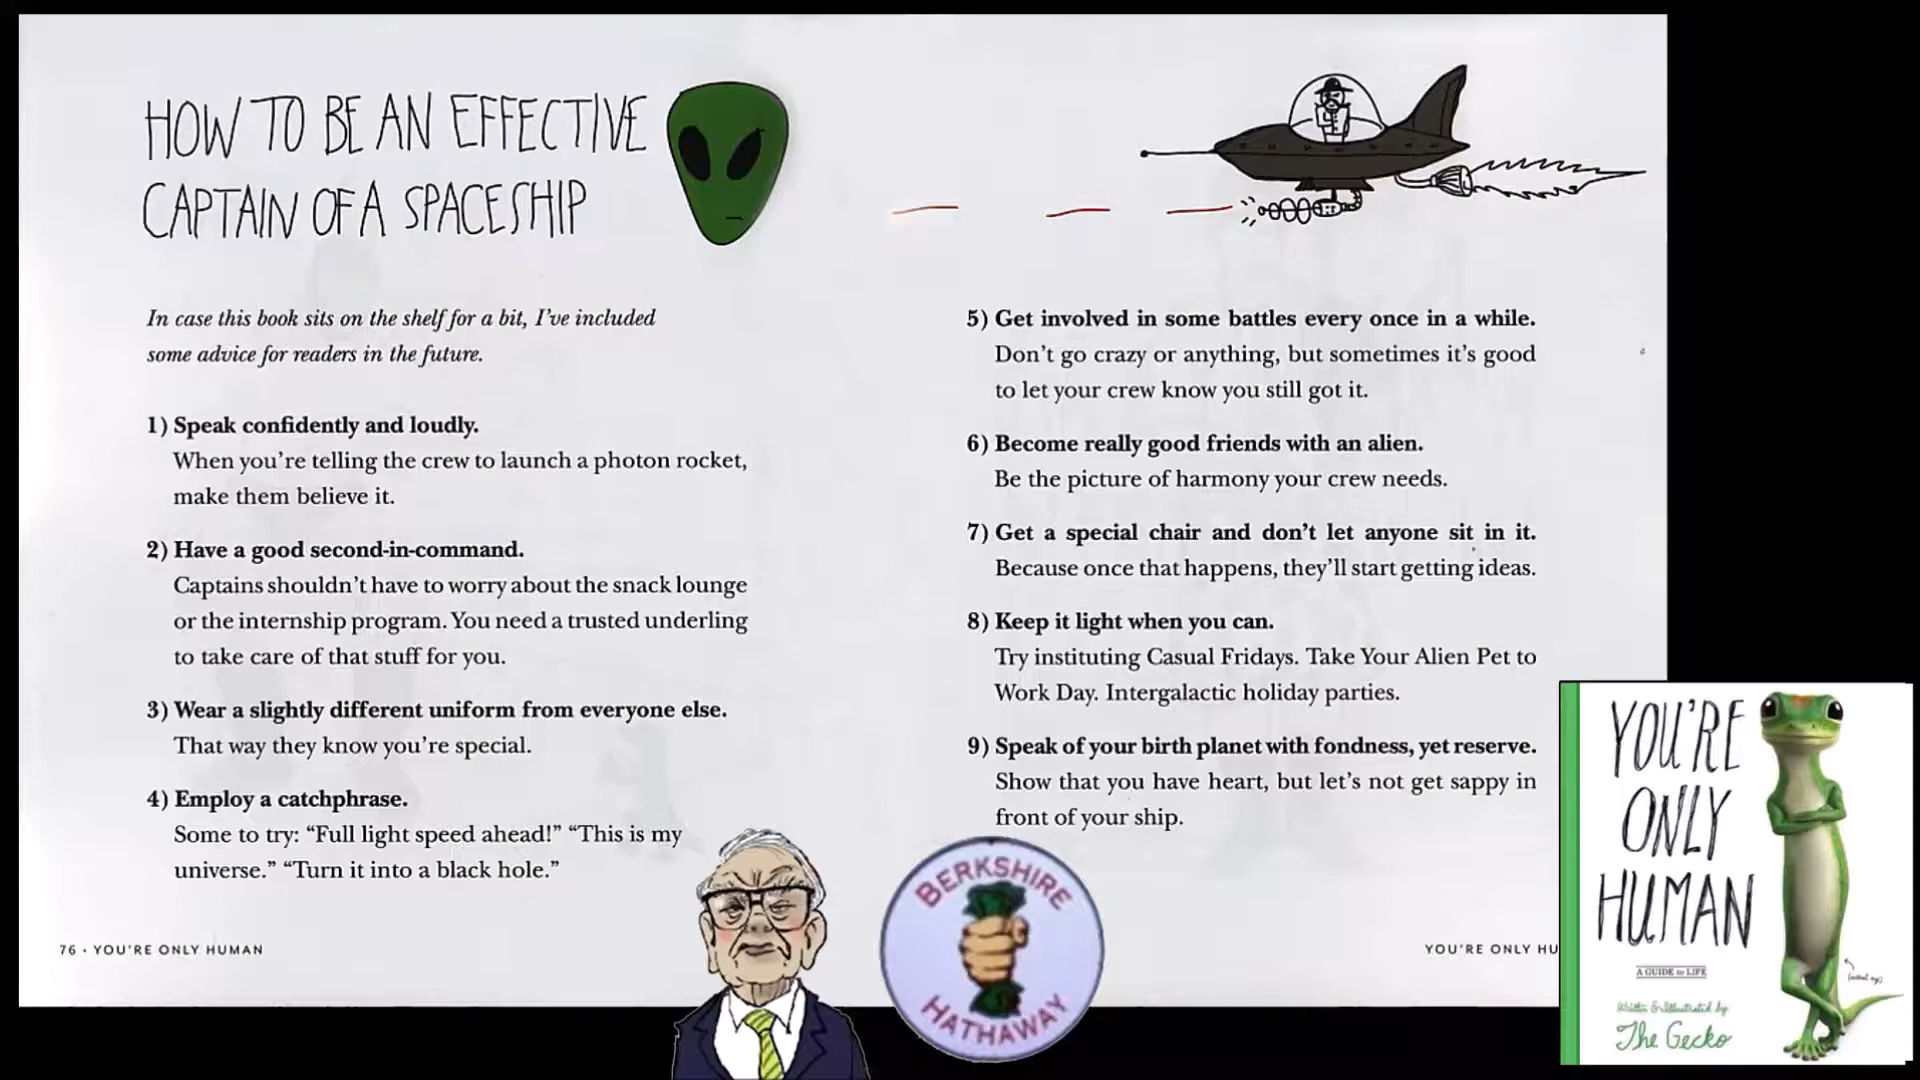 HOW TO BE AN EFFECTIVE
CAPTAIN OF A SPACESHIP
In case this book sits on the shelf for a bit, I've included
some advice for readers in the future.
1) Speak confidently and loudly.
When you're telling the crew to launch a photon rocket,
make them believe it.
2) Have a good second-in-command.
Captains shouldn't have to worry about the snack lounge
or the internship program. You need a trusted underling
to take care of that stuff for you.
3) Wear a slightly different uniform from everyone else.
That way they know you're special.
4) Employ a catchphrase.
Some to try: “Full light speed ahead!” “This is my
universe.” “Turn it into a black hole.”
76 · YOU'RE ONLY HUMAN
5) Get involved in some battles every once in a while.
Don't go crazy or anything, but sometimes it's good
to let your crew know you still got it.
6) Become really good friends with an alien.
Be the picture of harmony your crew needs.
7) Get a special chair and don't let anyone sit in it.
Because once that happens, they'll start getting ideas.
8) Keep it light when you can.
Try instituting Casual Fridays. Take Your Alien Pet to
Work Day. Intergalactic holiday parties.
9) Speak of your birth planet with fondness, yet reserve.
Show that you have heart, but let's not get sappy in
front of your ship.
YOU'RE ONLY HU
BERKSHIRE
HATHAWAY
YOU'RE
ONLY
HUMAN
A GUIDE to LIFE
Written & Illustrated by
The Gecko